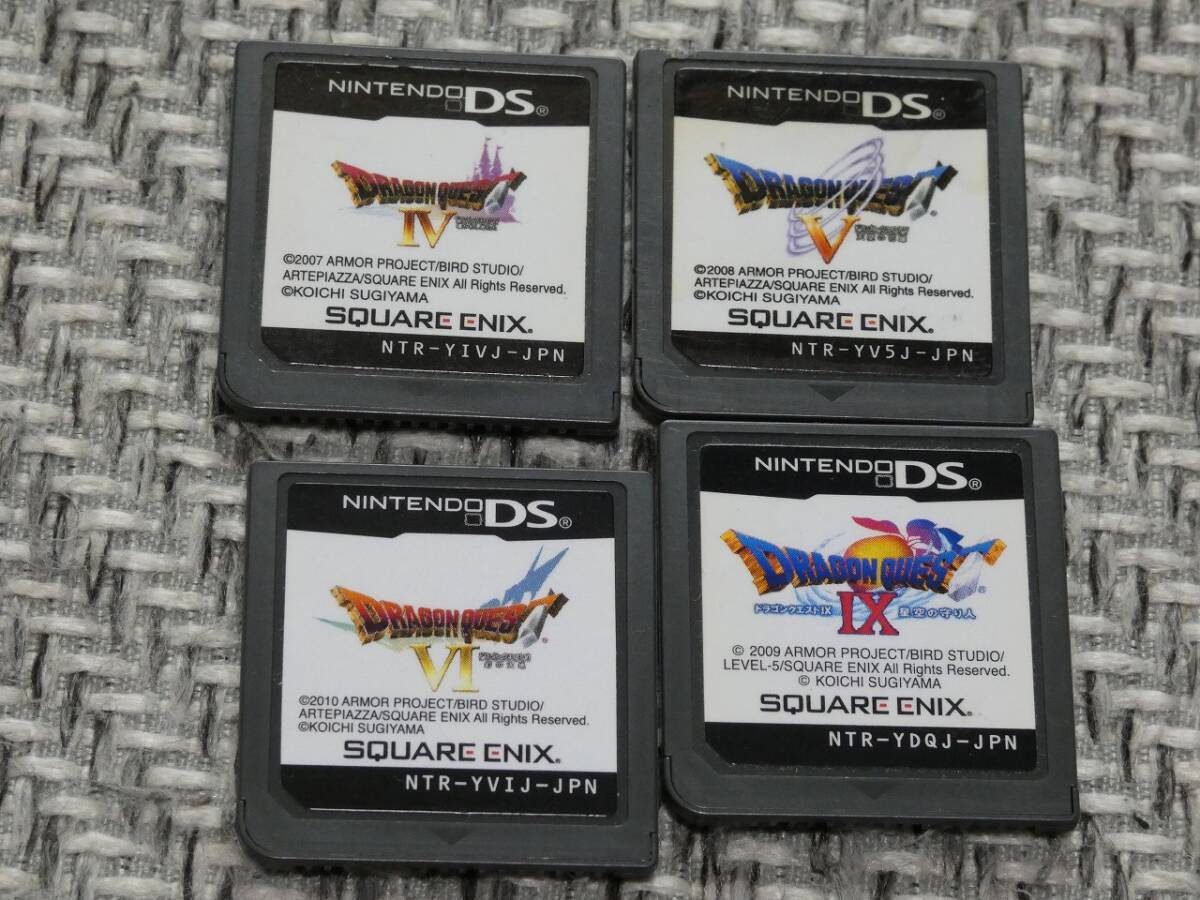 NINTENDO DS®
DRAGON QUEST
IV
©2007 ARMOR PROJECT/BIRD STUDIO/
ARTEPIAZZA/SQUARE ENIX All Rights Reserved.
©KOICHI SUGIYAMA
SQUARE ENIX.
NTR-YIVJ-JPN
NINTENDO DS®
DRAGON QUEST®
V
©2008 ARMOR PROJECT/BIRD STUDIO/
ARTEPIAZZA/SQUARE ENIX All Rights Reserved.
©KOICHI SUGIYAMA
SQUARE ENIX.
NTR-YV5J-JPN
NINTENDO DS®
DRAGON QUEST®
VI
©2010 ARMOR PROJECT/BIRD STUDIO/
ARTEPIAZZA/SQUARE ENIX All Rights Reserved.
©KOICHI SUGIYAMA
SQUARE ENIX.
NTR-YVIJ-JPN
NINTENDO DS®
DRAGON QUEST®
ドラゴンクエストIX IX 星空の守り人
© 2009 ARMOR PROJECT/BIRD STUDIO/
LEVEL-5/SQUARE ENIX All Rights Reserved.
© KOICHI SUGIYAMA
SQUARE ENIX.
NTR-YDQJ-JPN